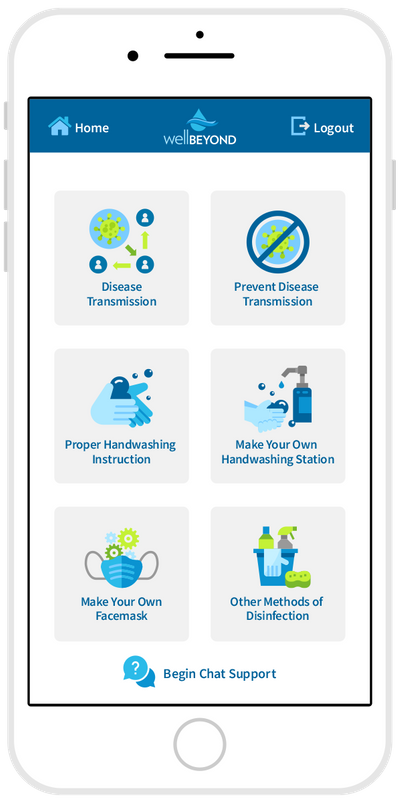 Home
wellBEYOND
Logout
Disease
Transmission
Prevent Disease
Transmission
Proper Handwashing
Instruction
Make Your Own
Handwashing Station
Make Your Own
Facemask
Other Methods of
Disinfection
?
Begin Chat Support